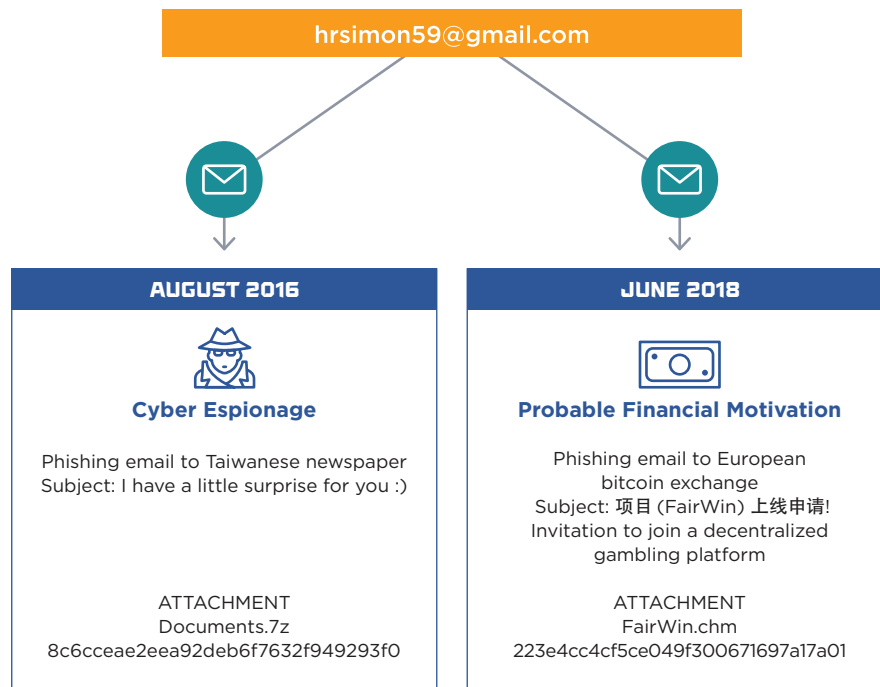 hrsimon59@gmail.com
AUGUST 2016
Cyber Espionage
Phishing email to Taiwanese newspaper
Subject: I have a little surprise for you :)
ATTACHMENT
Documents.7z
8c6cceae2eea92deb6f7632f949293f0
JUNE 2018
Probable Financial Motivation
Phishing email to European
bitcoin exchange
Subject: 项目 (FairWin) 上线申请!
Invitation to join a decentralized
gambling platform
ATTACHMENT
FairWin.chm
223e4cc4cf5ce049f300671697a17a01